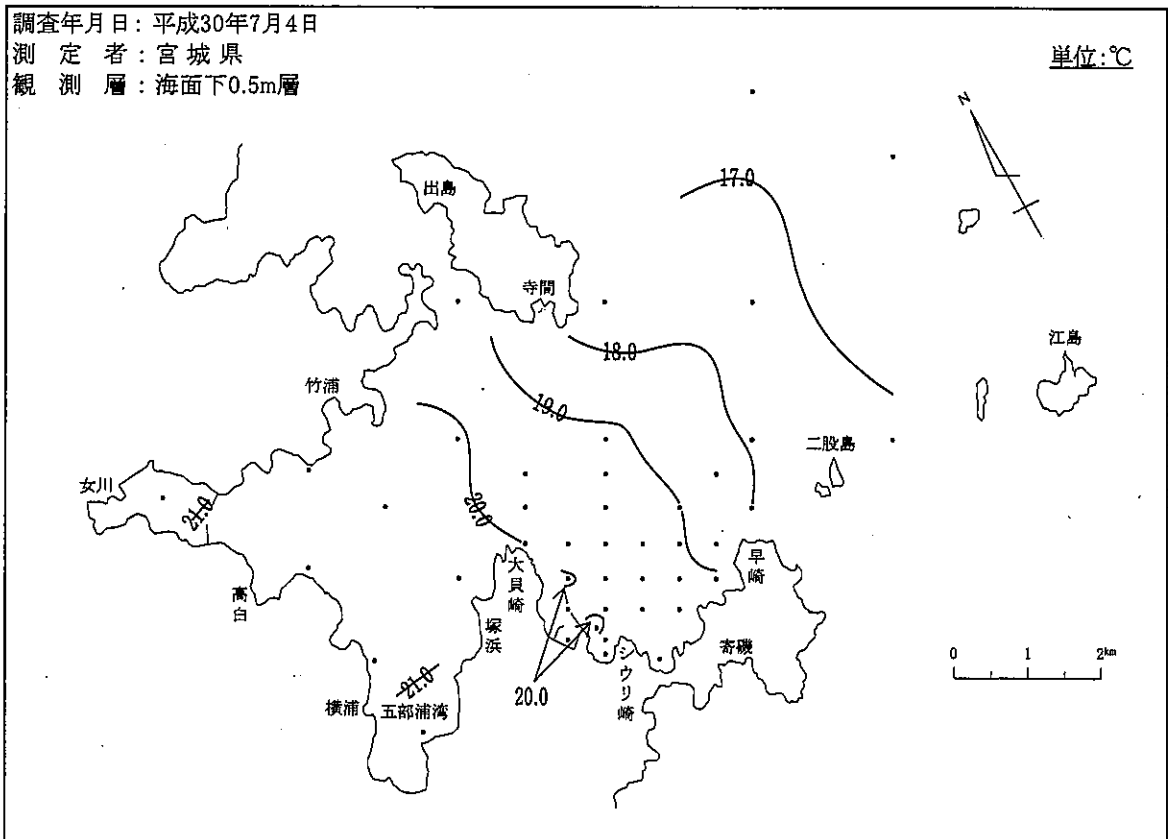 調査年月日：平成30年7月4日
測定者：宮城県
観測層：海面下0.5m層
単位：℃
N
17.0
出島
寺間
18.0
江島
竹浦
19.0
二股島
女川
21.0
20.0
早崎
大貝崎
高白
塚浜
寄磯
0 1 2km
シウリ崎
21.0
20.0
横浦
五部浦湾